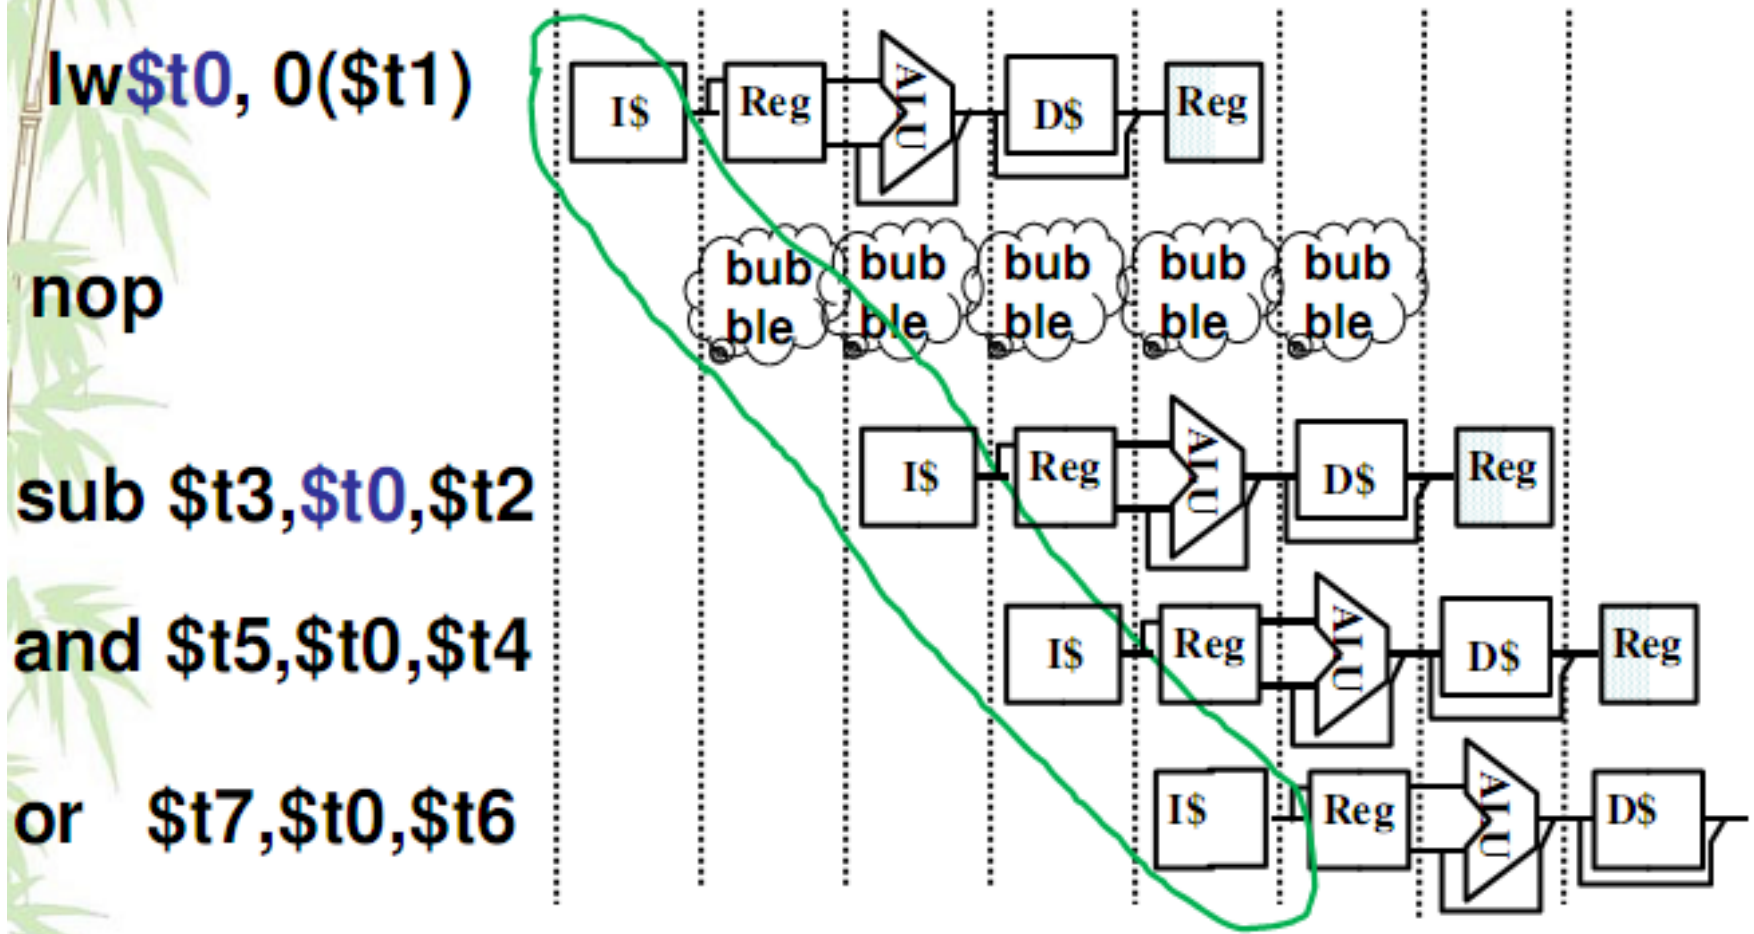 lw$t0, 0($t1)
I$ Reg ALU D$ Reg
nop
bub bub bub bub bub
ble ble ble ble ble
sub $t3,$t0,$t2
I$ Reg ALU D$ Reg
and $t5,$t0,$t4
I$ Reg ALU D$ Reg
or $t7,$t0,$t6
I$ Reg ALU D$